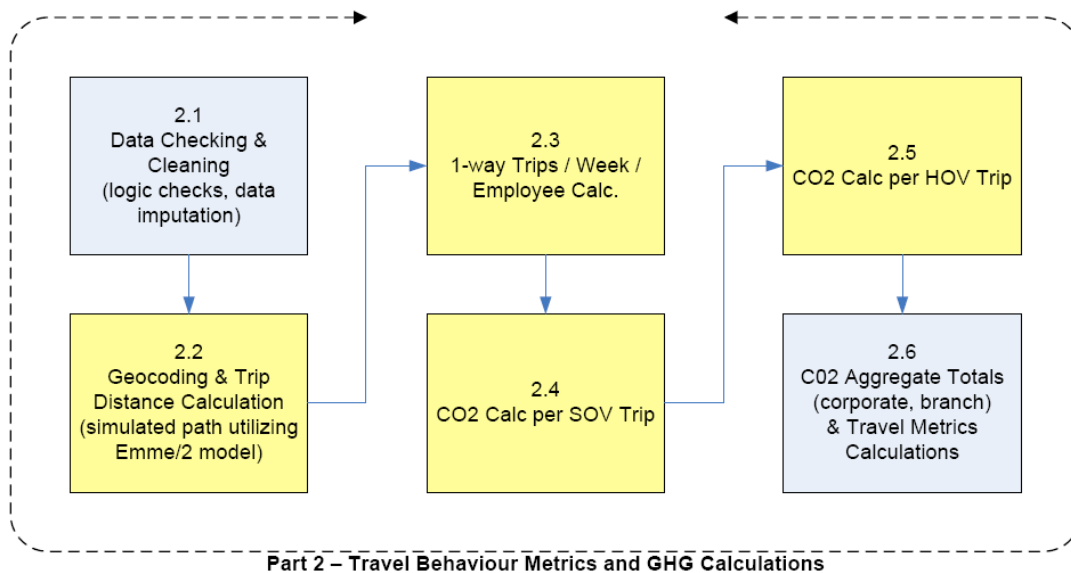 2.1
Data Checking &
Cleaning
(logic checks, data
imputation)
2.2
Geocoding & Trip
Distance Calculation
(simulated path utilizing
Emme/2 model)
2.3
1-way Trips / Week /
Employee Calc.
2.4
CO2 Calc per SOV Trip
2.5
CO2 Calc per HOV Trip
2.6
C02 Aggregate Totals
(corporate, branch)
& Travel Metrics
Calculations
Part 2 – Travel Behaviour Metrics and GHG Calculations